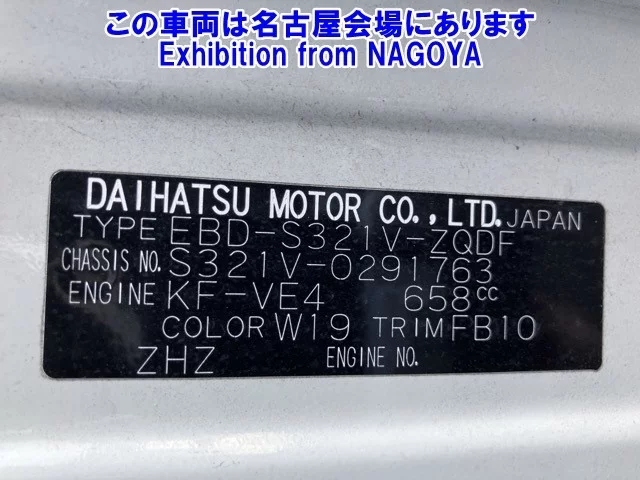 この車両は名古屋会場にあります
Exhibition from NAGOYA
DAIHATSU MOTOR CO.,LTD. JAPAN
TYPE EBD-S321V-ZQDF
CHASSIS NO. S321V-0291763
ENGINE KF-VE4 658cc
COLOR W19 TRIM FB10
ZHZ ENGINE NO.